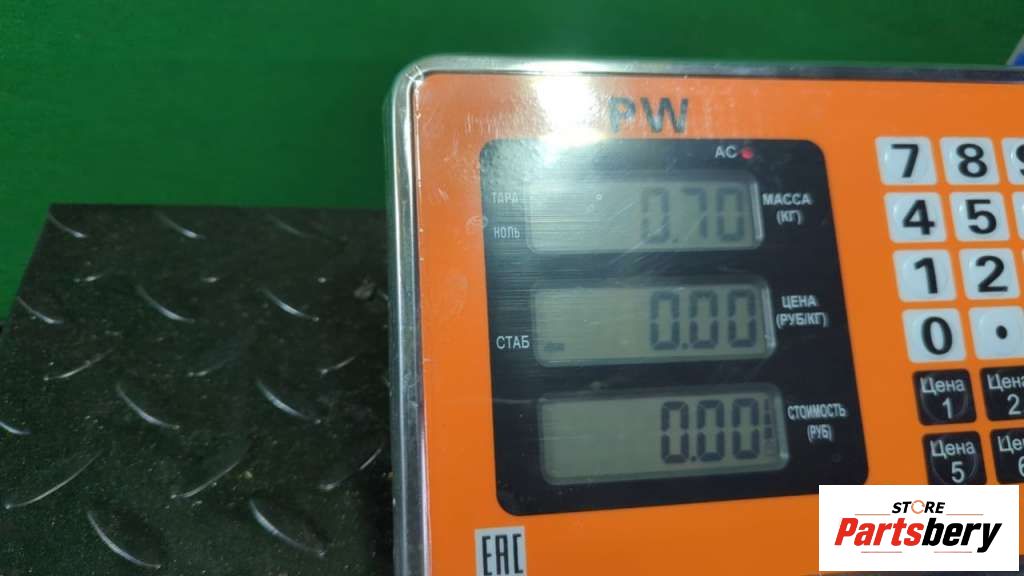 PW
AC
ТАРА
НОЛЬ
0.70
МАССА
(КГ)
СТАБ
0.00
ЦЕНА
(РУБ/КГ)
0.00
СТОИМОСТЬ
(РУБ)
7 8 9
4 5
1 2
0 .
Цена 1
Цена 2
Цена 5
EAC
STORE
Partsbery